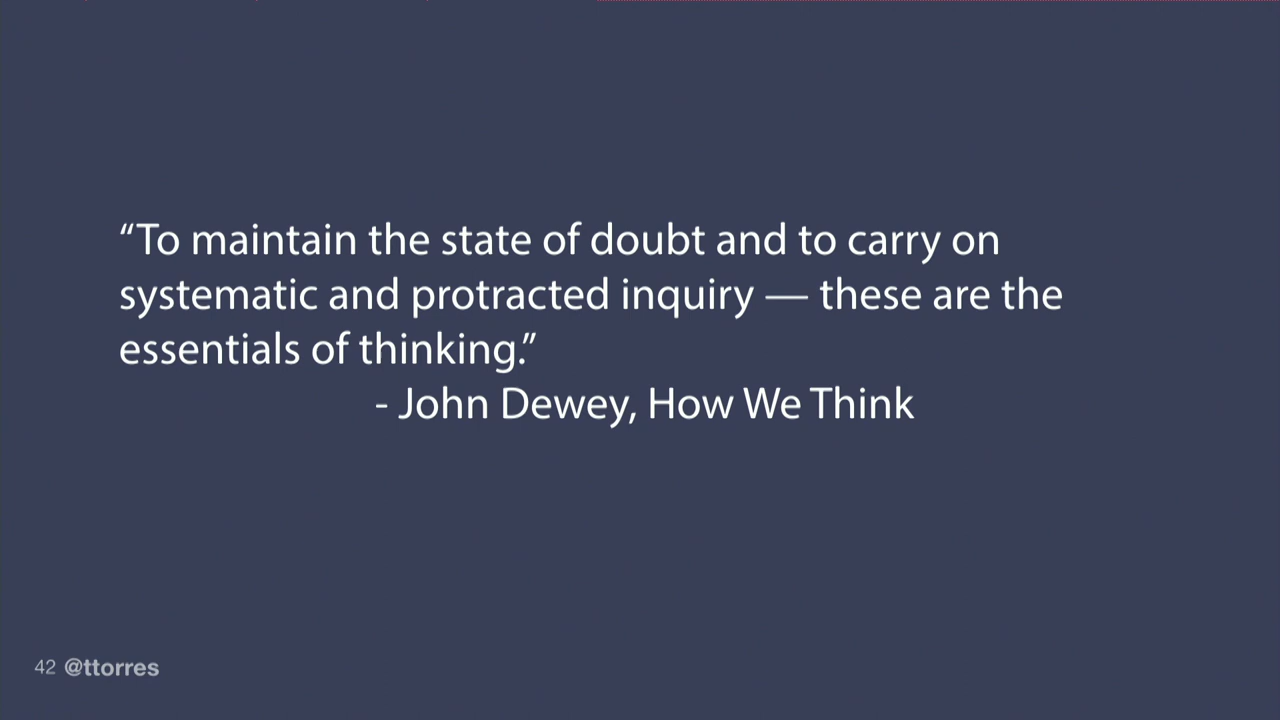 “To maintain the state of doubt and to carry on
systematic and protracted inquiry — these are the
essentials of thinking.”
- John Dewey, How We Think
42 @ttorres